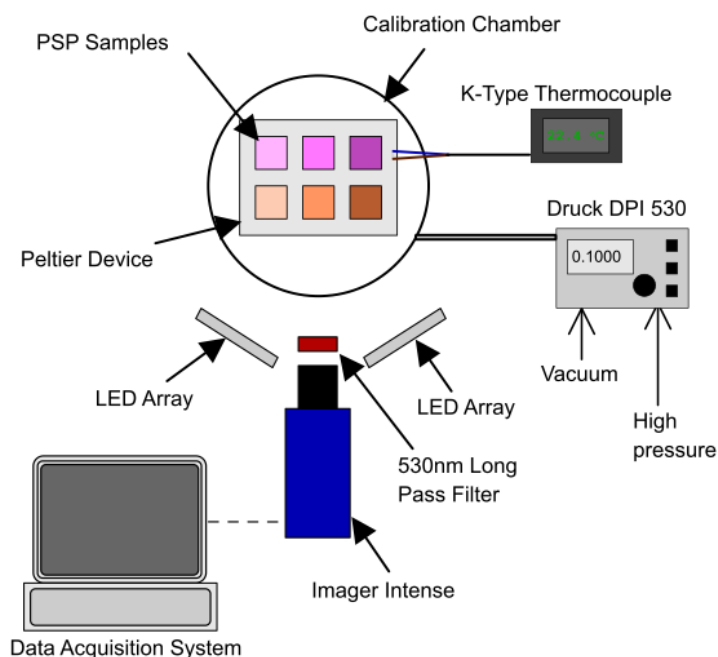 Calibration Chamber
PSP Samples
K-Type Thermocouple
Druck DPI 530
0.1000
Peltier Device
LED Array
LED Array
Vacuum
High
pressure
530nm Long
Pass Filter
Imager Intense
Data Acquisition System